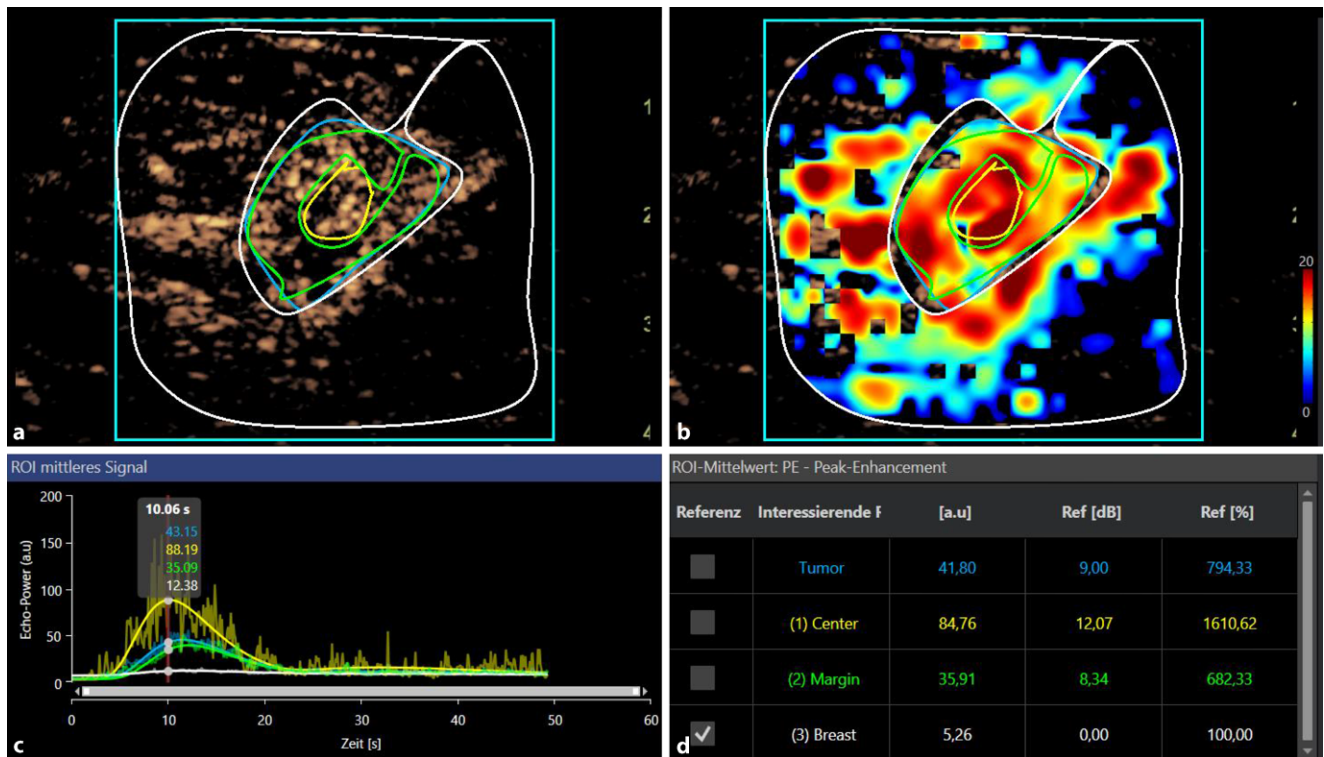 1
2
3
4
a
20
0
b
ROI mittleres Signal
200
150
100
50
0
Echo-Power (a.u)
10.06 s
43.15
88.19
35.09
12.38
0 10 20 30 40 50 60
Zeit [s]
c
ROI-Mittelwert: PE - Peak-Enhancement
Referenz Interessierende F [a.u] Ref [dB] Ref [%]
Tumor 41,80 9,00 794,33
(1) Center 84,76 12,07 1610,62
(2) Margin 35,91 8,34 682,33
(3) Breast 5,26 0,00 100,00
d